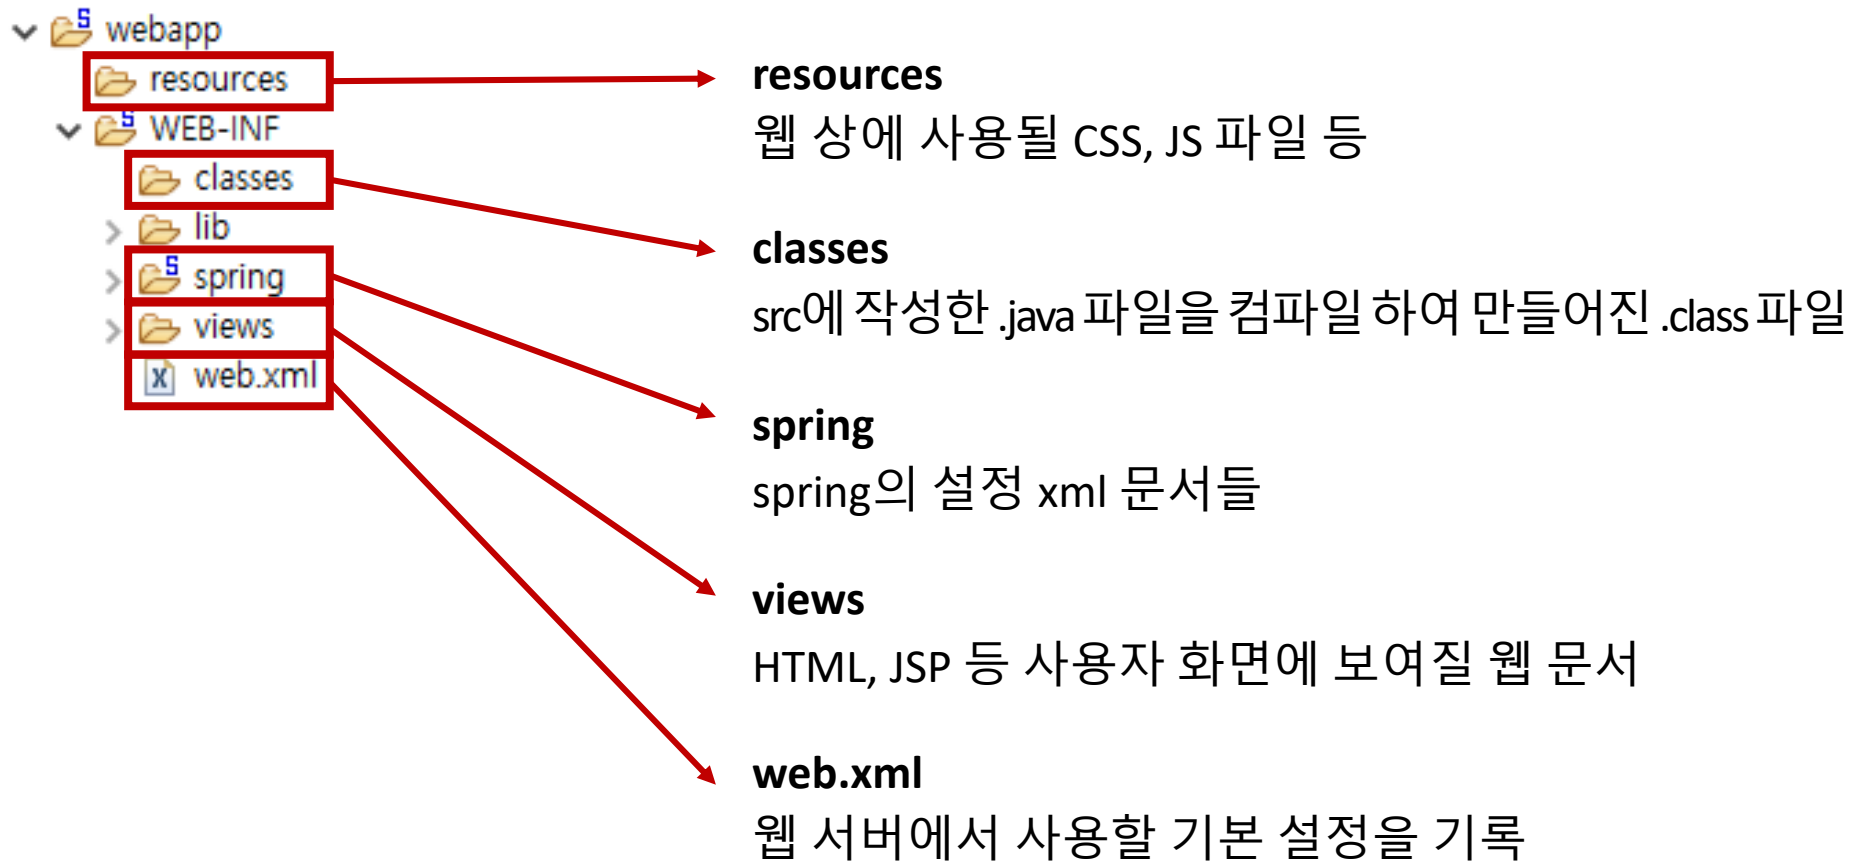 webapp
resources
WEB-INF
classes
lib
spring
views
web.xml
resources
웹 상에 사용될 CSS, JS 파일 등
classes
src에 작성한 .java 파일을 컴파일 하여 만들어진 .class 파일
spring
spring의 설정 xml 문서들
views
HTML, JSP 등 사용자 화면에 보여질 웹 문서
web.xml
웹 서버에서 사용할 기본 설정을 기록